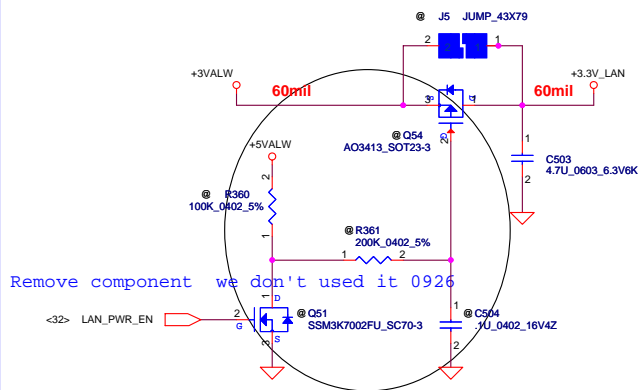 @ J5 JUMP_43X79
2 1
+3VALW
60mil
3 S D 1
60mil
+3.3V_LAN
@ Q54
AO3413_SOT23-3
G
2
+5VALW
1
C503
4.7U_0603_6.3V6K
2
2
@ R360
100K_0402_5%
1
@ R361
200K_0402_5%
1 2
Remove component we don't used it 0926
1
D
@ Q51
SSM3K7002FU_SC70-3
<32> LAN_PWR_EN
2
G
S
3
1
@ C504
.1U_0402_16V4Z
2